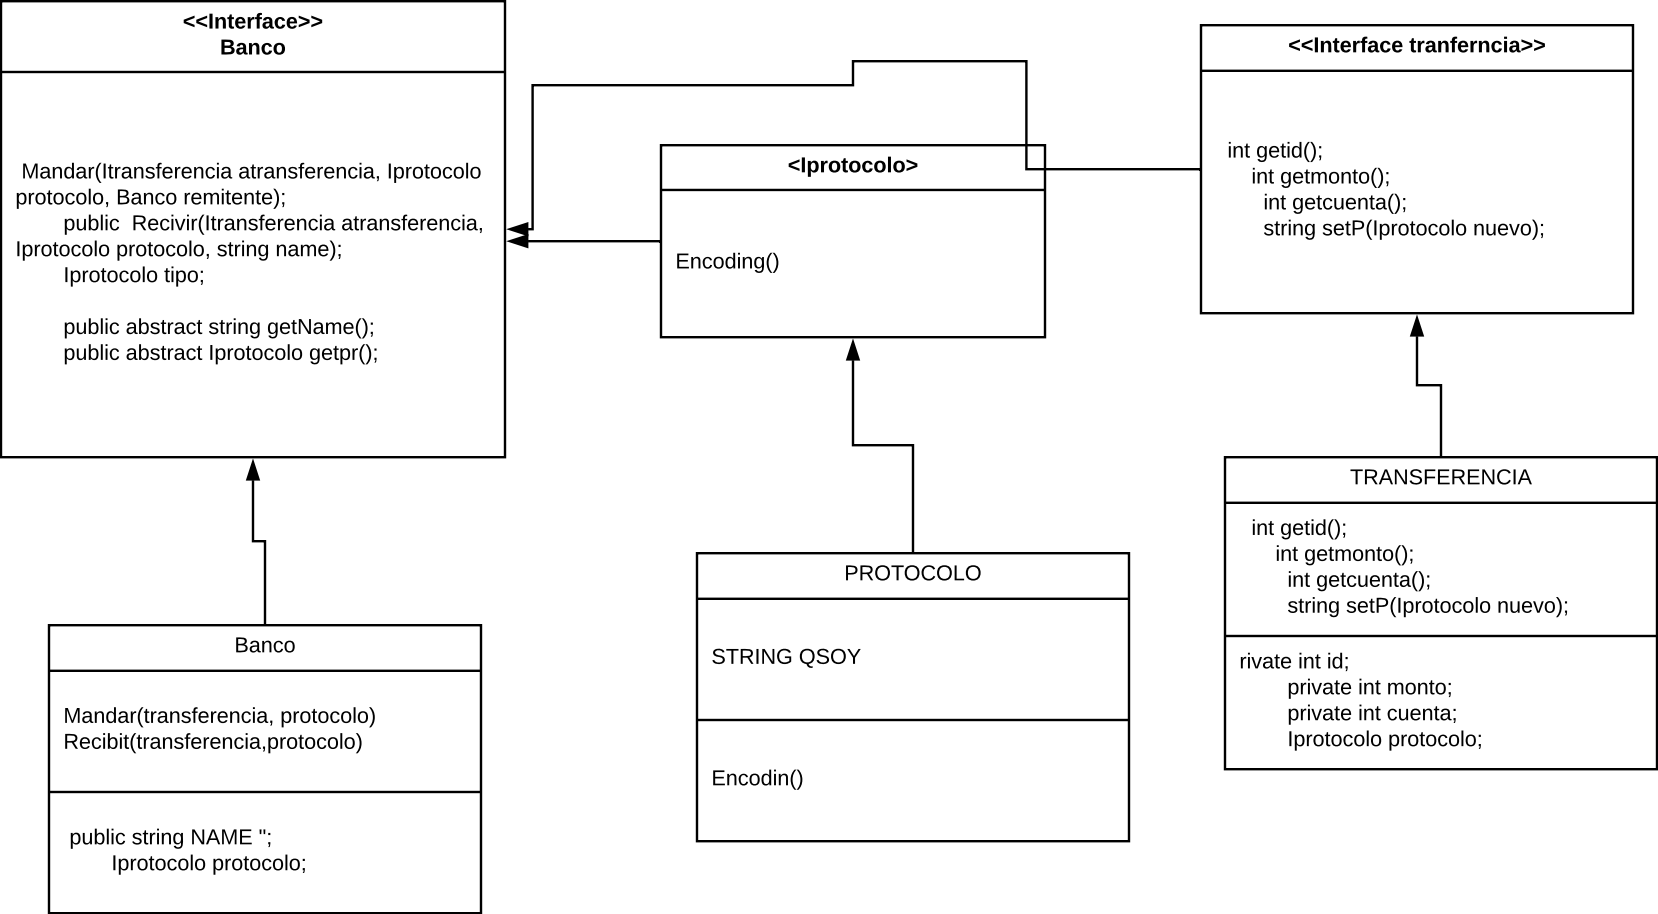 <<Interface>>
Banco
Mandar(Itransferencia atransferencia, Iprotocolo
protocolo, Banco remitente);
public  Recivir(Itransferencia atransferencia,
Iprotocolo protocolo, string name);
Iprotocolo tipo;
public abstract string getName();
public abstract Iprotocolo getpr();
<Iprotocolo>
Encoding()
<<Interface tranferncia>>
int getid();
int getmonto();
int getcuenta();
string setP(Iprotocolo nuevo);
Banco
Mandar(transferencia, protocolo)
Recibit(transferencia,protocolo)
public string NAME ";
Iprotocolo protocolo;
PROTOCOLO
STRING QSOY
Encodin()
TRANSFERENCIA
int getid();
int getmonto();
int getcuenta();
string setP(Iprotocolo nuevo);
rivate int id;
private int monto;
private int cuenta;
Iprotocolo protocolo;